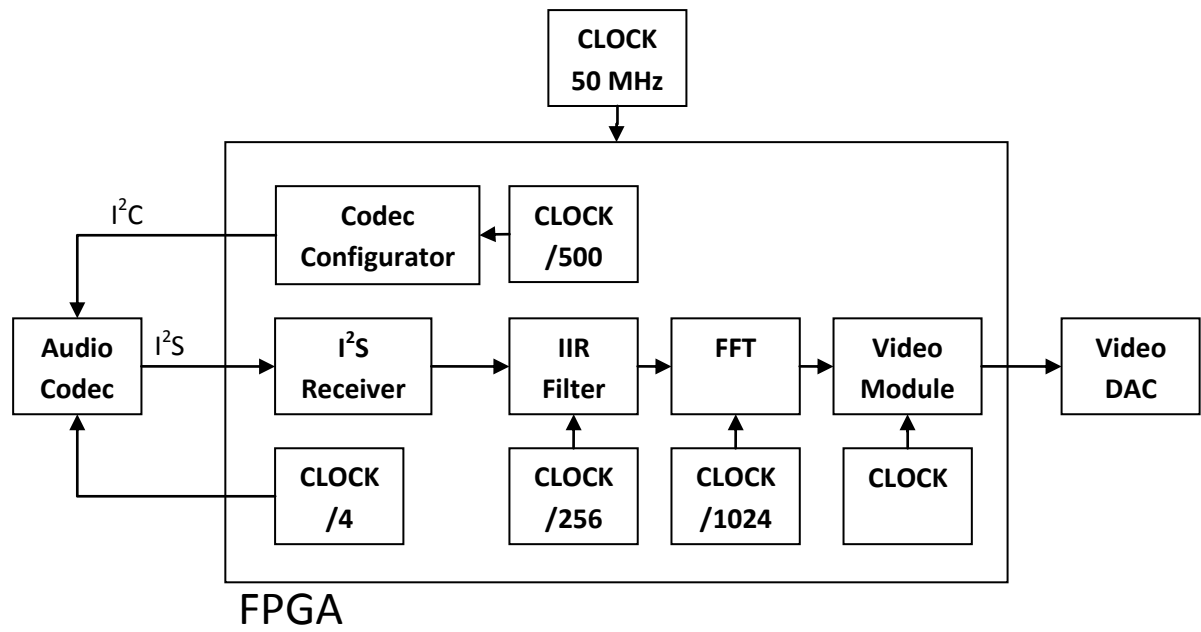 CLOCK
50 MHz
I²C
Codec
Configurator
CLOCK
/500
Audio
Codec
I²S
I²S
Receiver
IIR
Filter
FFT
Video
Module
Video
DAC
CLOCK
/4
CLOCK
/256
CLOCK
/1024
CLOCK
FPGA